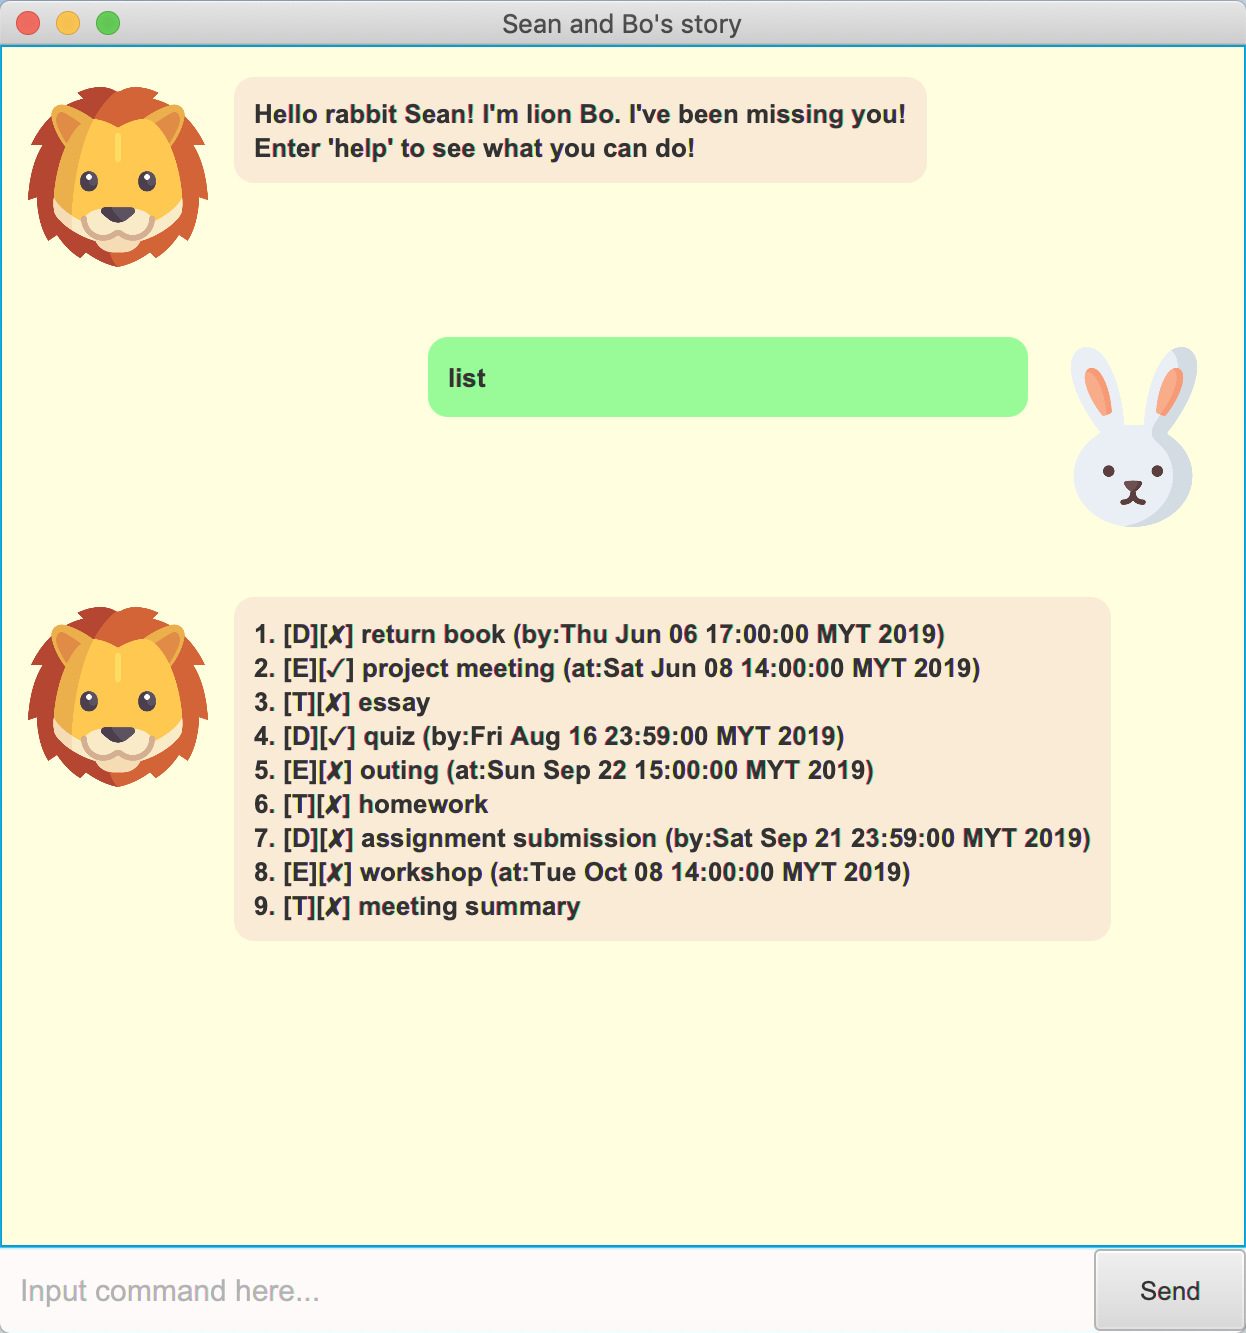 Sean and Bo's story
Hello rabbit Sean! I'm lion Bo. I've been missing you!
Enter 'help' to see what you can do!
list
1. [D][✘] return book (by:Thu Jun 06 17:00:00 MYT 2019)
2. [E][✓] project meeting (at:Sat Jun 08 14:00:00 MYT 2019)
3. [T][✘] essay
4. [D][✓] quiz (by:Fri Aug 16 23:59:00 MYT 2019)
5. [E][✘] outing (at:Sun Sep 22 15:00:00 MYT 2019)
6. [T][✘] homework
7. [D][✘] assignment submission (by:Sat Sep 21 23:59:00 MYT 2019)
8. [E][✘] workshop (at:Tue Oct 08 14:00:00 MYT 2019)
9. [T][✘] meeting summary
Input command here...
Send